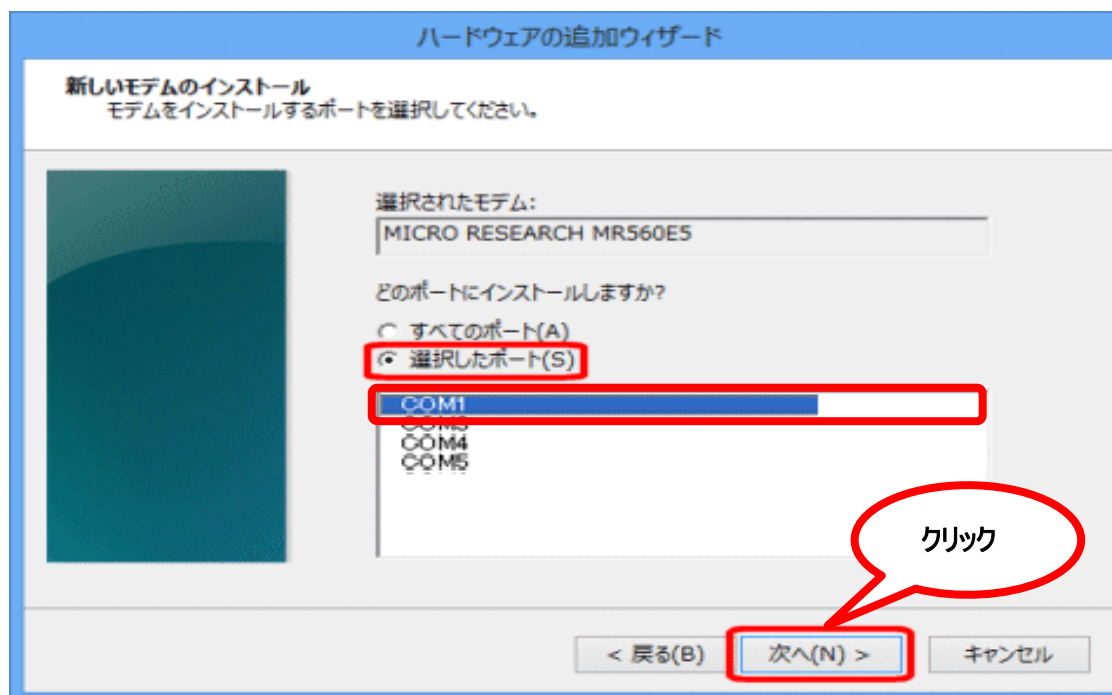 ハードウェアの追加ウィザード
新しいモデムのインストール
モデムをインストールするポートを選択してください。
選択されたモデム:
MICRO RESEARCH MR560E5
どのポートにインストールしますか?
すべてのポート(A)
選択したポート(S)
COM1
COM3
COM4
COM5
クリック
< 戻る(B)
次へ(N) >
キャンセル